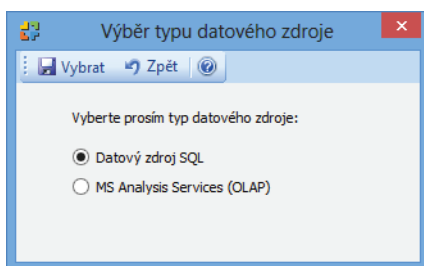 Výběr typu datového zdroje
Vybrat Zpět
Vyberte prosím typ datového zdroje:
Datový zdroj SQL
MS Analysis Services (OLAP)